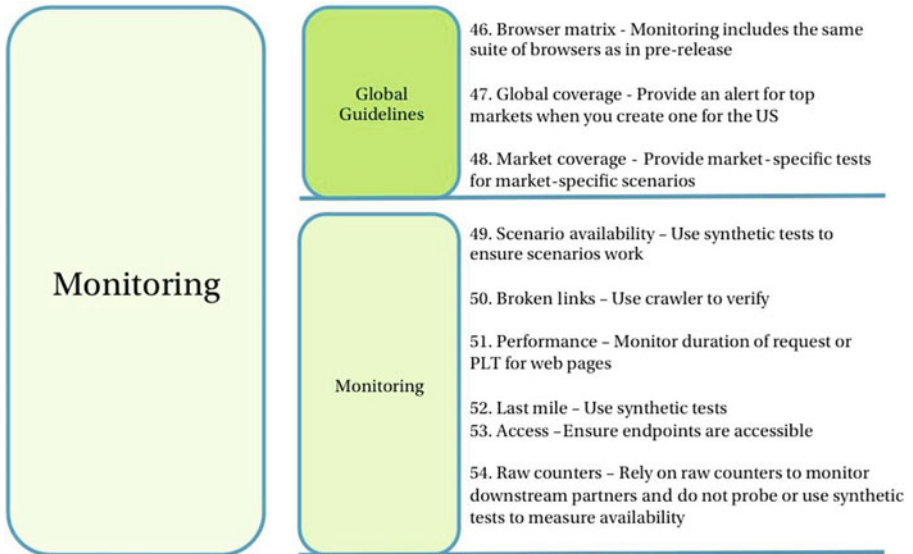 Monitoring
Global
Guidelines
46. Browser matrix - Monitoring includes the same
suite of browsers as in pre-release
47. Global coverage - Provide an alert for top
markets when you create one for the US
48. Market coverage - Provide market-specific tests
for market-specific scenarios
Monitoring
49. Scenario availability – Use synthetic tests to
ensure scenarios work
50. Broken links – Use crawler to verify
51. Performance – Monitor duration of request or
PLT for web pages
52. Last mile – Use synthetic tests
53. Access –Ensure endpoints are accessible
54. Raw counters – Rely on raw counters to monitor
downstream partners and do not probe or use synthetic
tests to measure availability